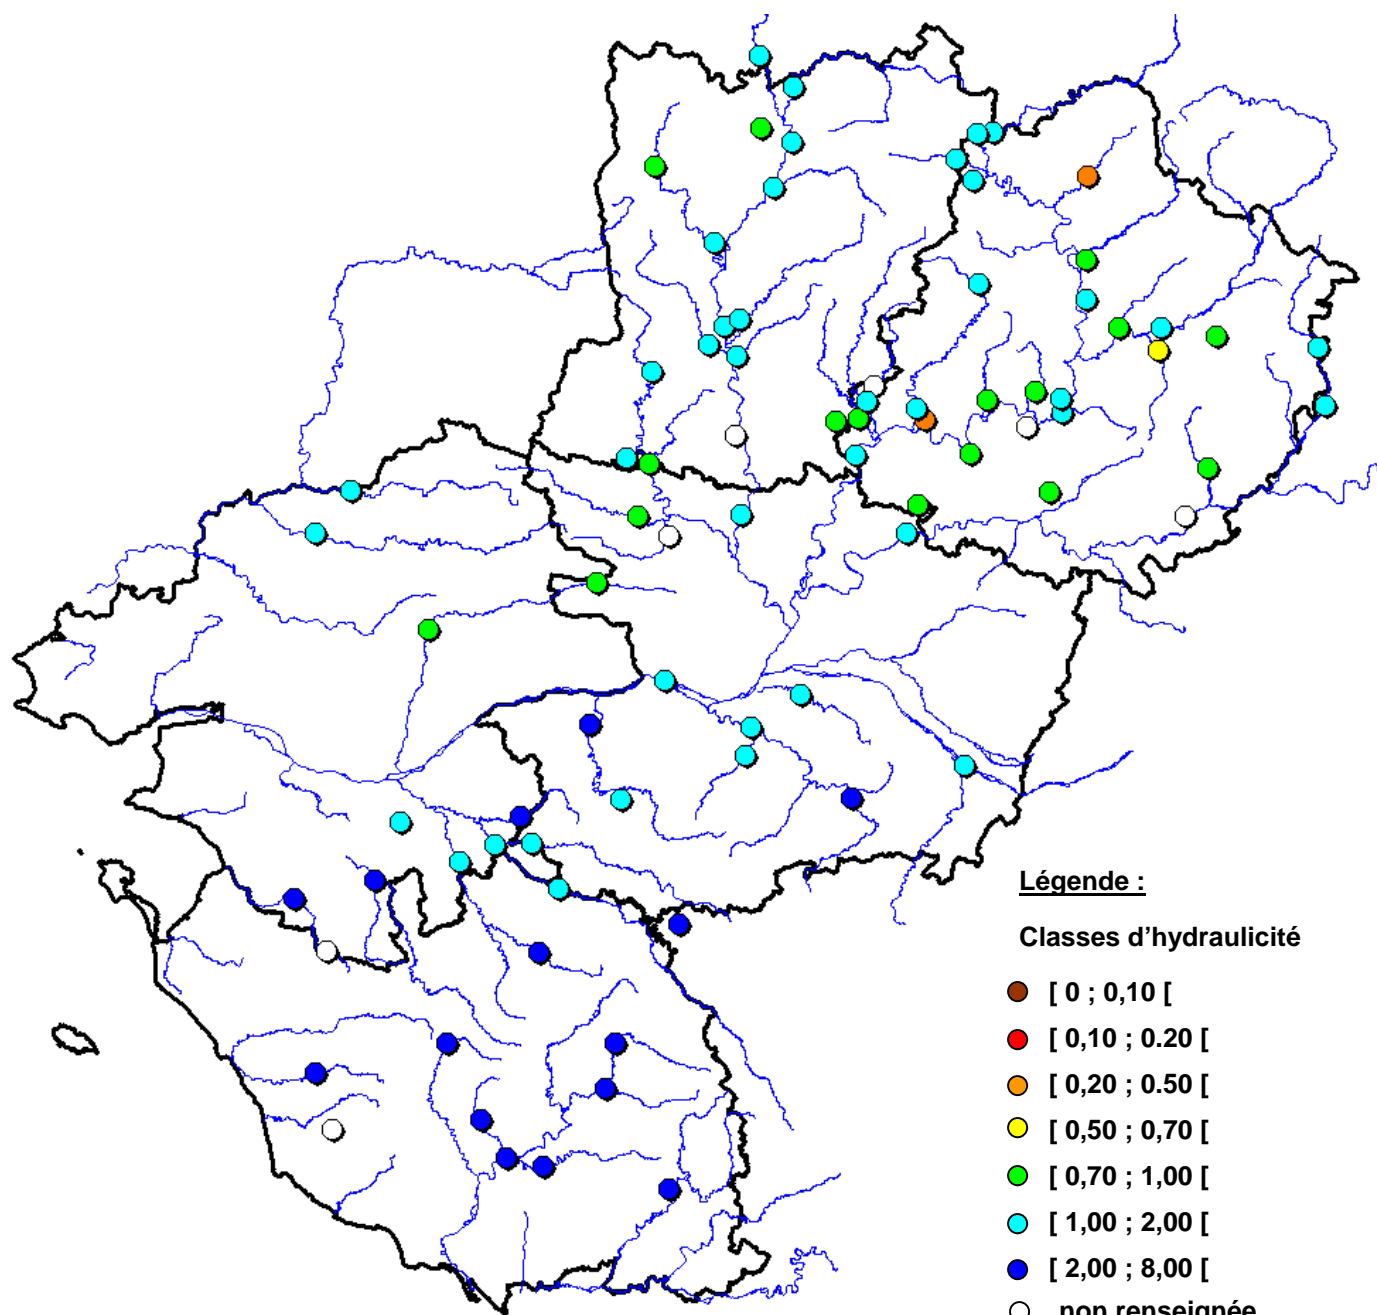 Légende :
Classes d'hydraulicité
[ 0 ; 0,10 [
[ 0,10 ; 0.20 [
[ 0,20 ; 0.50 [
[ 0,50 ; 0,70 [
[ 0,70 ; 1,00 [
[ 1,00 ; 2,00 [
[ 2,00 ; 8,00 [
non renseignée